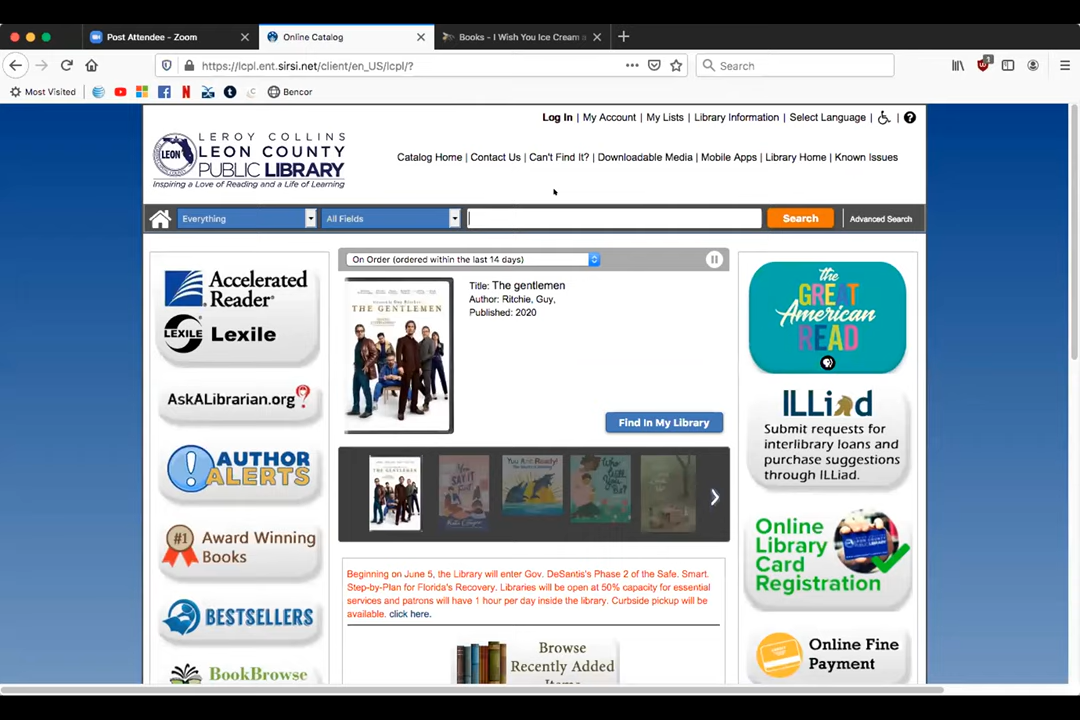 Post Attendee - Zoom
Online Catalog
Books - I Wish You Ice Cream a
https://lcpl.ent.sirsi.net/client/en_US/lcpl/?
Search
Most Visited
Bencor
Log In | My Account | My Lists | Library Information | Select Language |
LEROY COLLINS
LEON COUNTY
PUBLIC LIBRARY
Inspiring a Love of Reading and a Life of Learning
LEON
Catalog Home | Contact Us | Can't Find It? | Downloadable Media | Mobile Apps | Library Home | Known Issues
Everything
All Fields
Search
Advanced Search
Accelerated
Reader
LEXILE Lexile
AskALibrarian.org
AUTHOR
ALERTS
#1 Award Winning
Books
BESTSELLERS
BookBrowse
On Order (ordered within the last 14 days)
THE GENTLEMEN
Title: The gentlemen
Author: Ritchie, Guy,
Published: 2020
Find In My Library
Beginning on June 5, the Library will enter Gov. DeSantis's Phase 2 of the Safe. Smart.
Step-by-Plan for Florida's Recovery. Libraries will be open at 50% capacity for essential
services and patrons will have 1 hour per day inside the library. Curbside pickup will be
available. click here.
Browse
Recently Added
the
GREAT
American
READ
PBS
ILLiad
Submit requests for
interlibrary loans and
purchase suggestions
through ILLiad.
Online
Library
Card
Registration
Online Fine
Payment